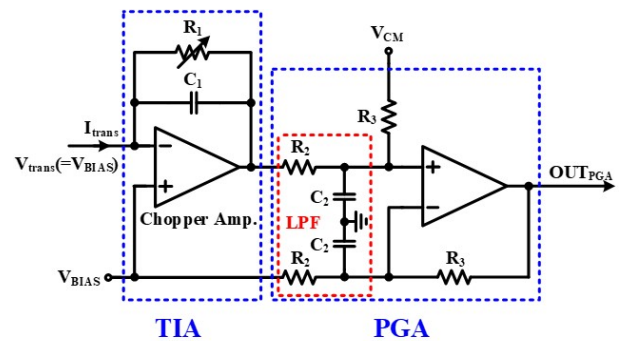 R1
VCM
C1
R3
Itrans
Vtrans(=VBIAS)
−
+
R2
+
−
OUTPGA
C2
Chopper Amp.
LPF
C2
VBIAS
R2
R3
TIA
PGA